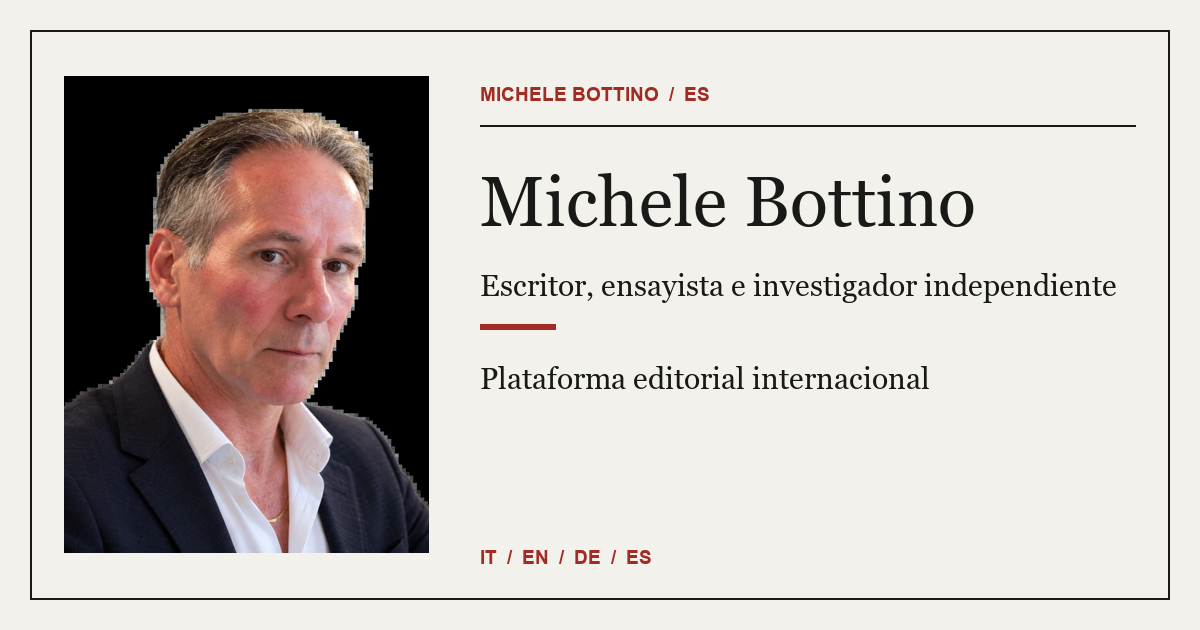 MICHELE BOTTINO / ES
Michele Bottino
Escritor, ensayista e investigador independiente
Plataforma editorial internacional
IT / EN / DE / ES